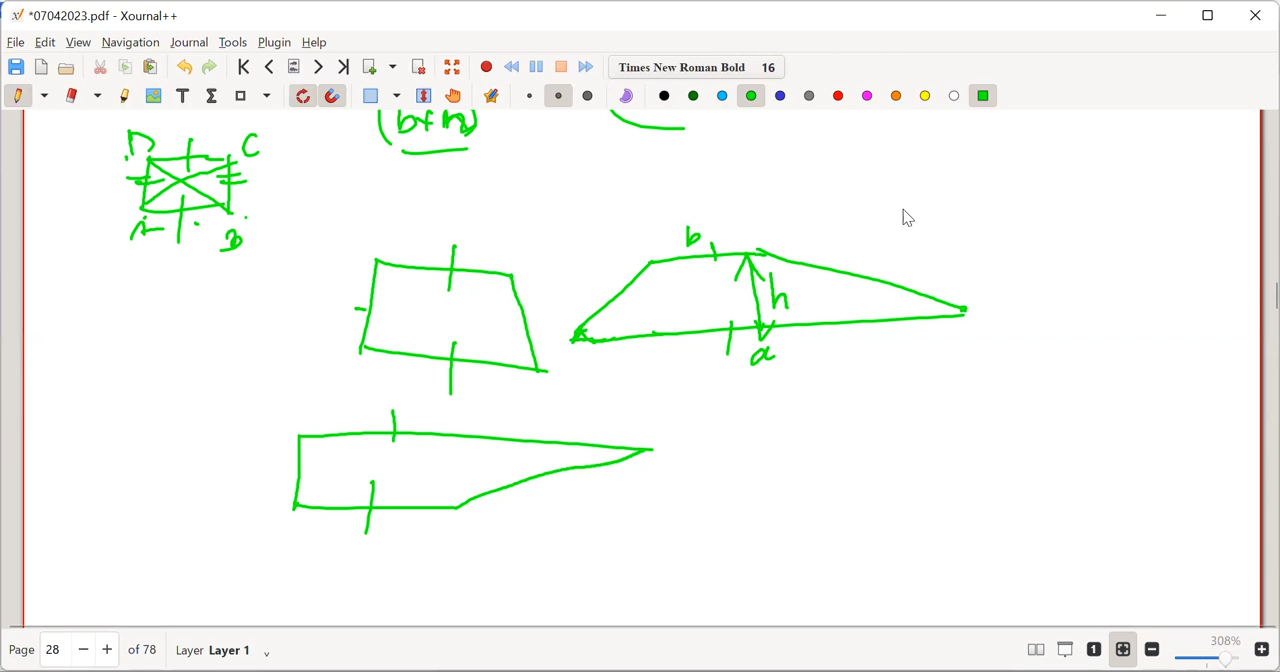 *07042023.pdf - Xournal++
File Edit View Navigation Journal Tools Plugin Help
Times New Roman Bold 16
D C
A B
b
h
a
Page 28 of 78 Layer Layer 1 308%